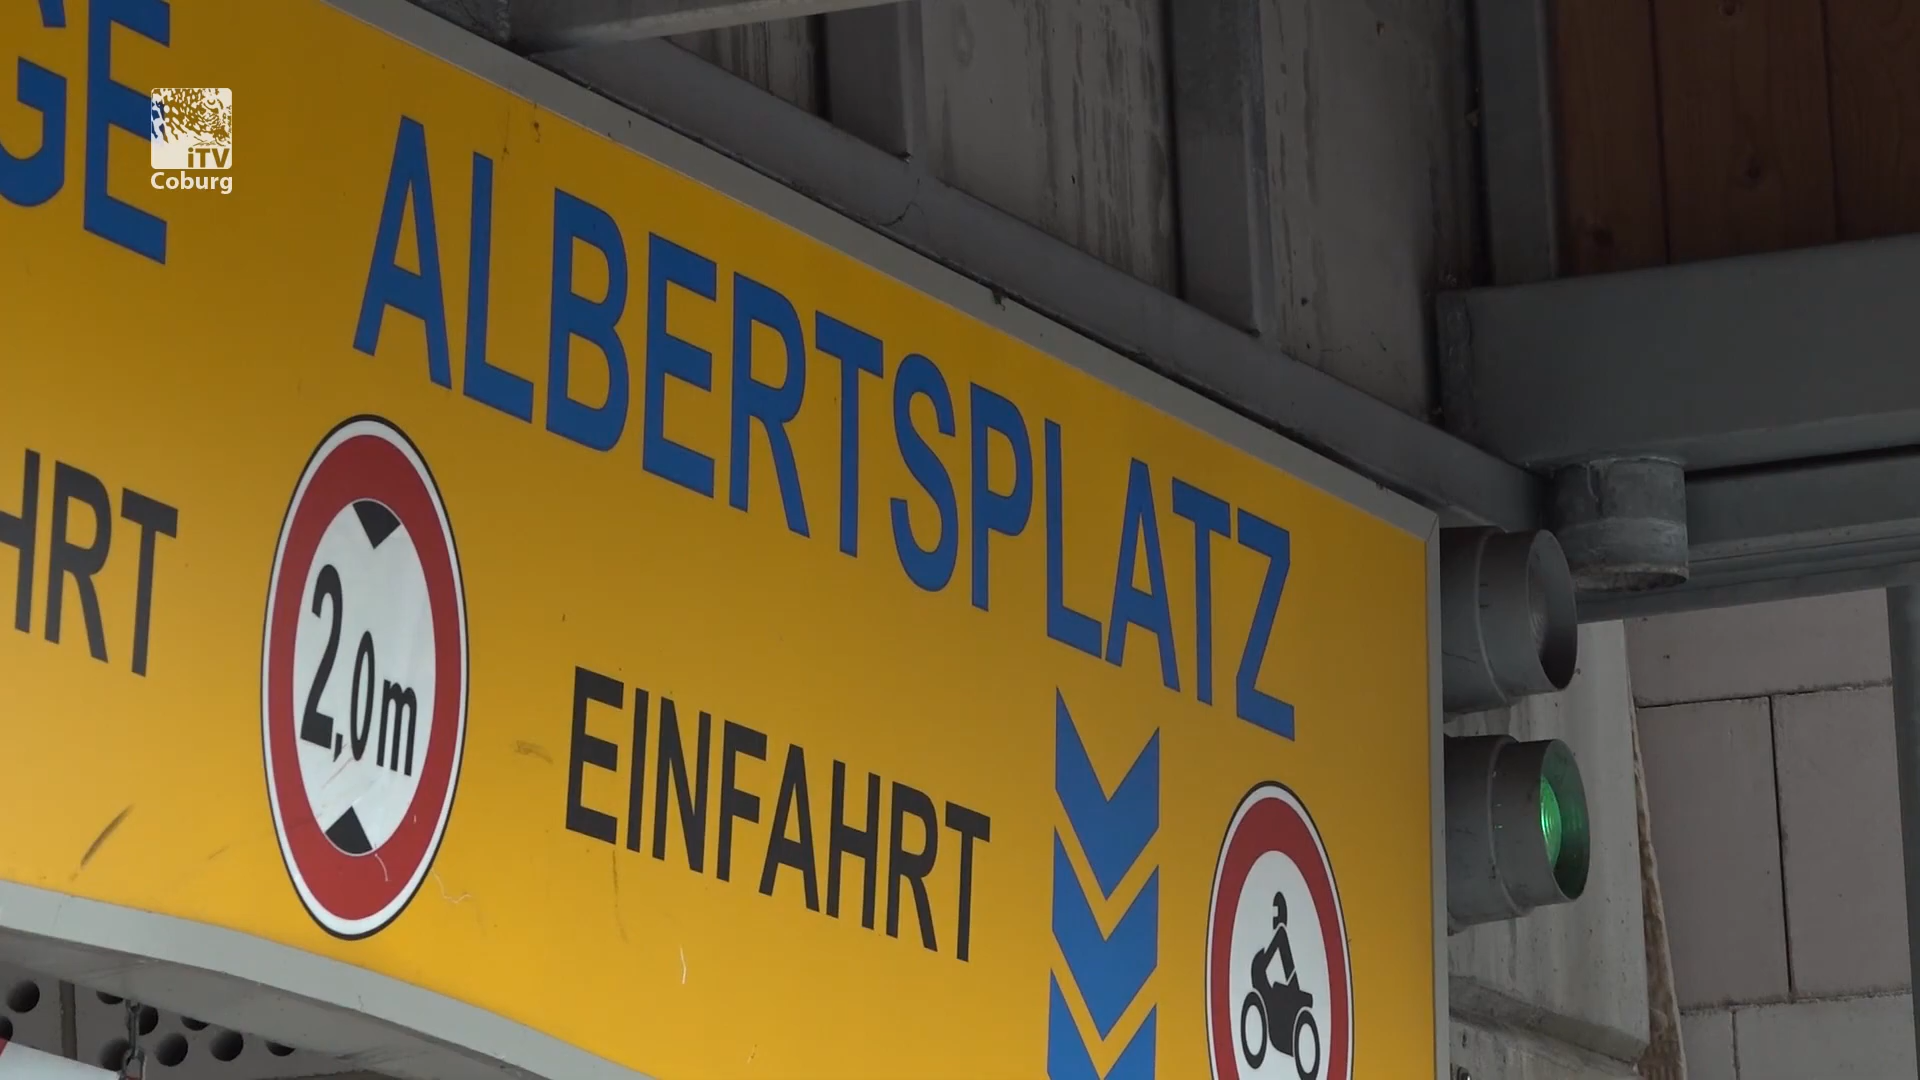 iTV
Coburg
GE ALBERTSPLATZ
HRT
2,0m
EINFAHRT